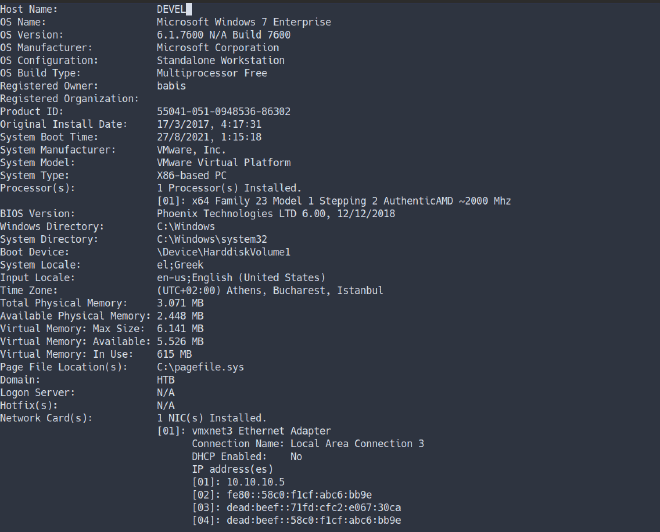 Host Name: DEVEL
OS Name: Microsoft Windows 7 Enterprise
OS Version: 6.1.7600 N/A Build 7600
OS Manufacturer: Microsoft Corporation
OS Configuration: Standalone Workstation
OS Build Type: Multiprocessor Free
Registered Owner: babis
Registered Organization:
Product ID: 55041-051-0948536-86302
Original Install Date: 17/3/2017, 4:17:31
System Boot Time: 27/8/2021, 1:15:18
System Manufacturer: VMware, Inc.
System Model: VMware Virtual Platform
System Type: X86-based PC
Processor(s): 1 Processor(s) Installed.
[01]: x64 Family 23 Model 1 Stepping 2 AuthenticAMD ~2000 Mhz
BIOS Version: Phoenix Technologies LTD 6.00, 12/12/2018
Windows Directory: C:\Windows
System Directory: C:\Windows\system32
Boot Device: \Device\HarddiskVolume1
System Locale: el;Greek
Input Locale: en-us;English (United States)
Time Zone: (UTC+02:00) Athens, Bucharest, Istanbul
Total Physical Memory: 3.071 MB
Available Physical Memory: 2.448 MB
Virtual Memory: Max Size: 6.141 MB
Virtual Memory: Available: 5.526 MB
Virtual Memory: In Use: 615 MB
Page File Location(s): C:\pagefile.sys
Domain: HTB
Logon Server: N/A
Hotfix(s): N/A
Network Card(s): 1 NIC(s) Installed.
[01]: vmxnet3 Ethernet Adapter
Connection Name: Local Area Connection 3
DHCP Enabled: No
IP address(es)
[01]: 10.10.10.5
[02]: fe80::58c0:f1cf:abc6:bb9e
[03]: dead:beef::71fd:cfc2:e067:30ca
[04]: dead:beef::58c0:f1cf:abc6:bb9e